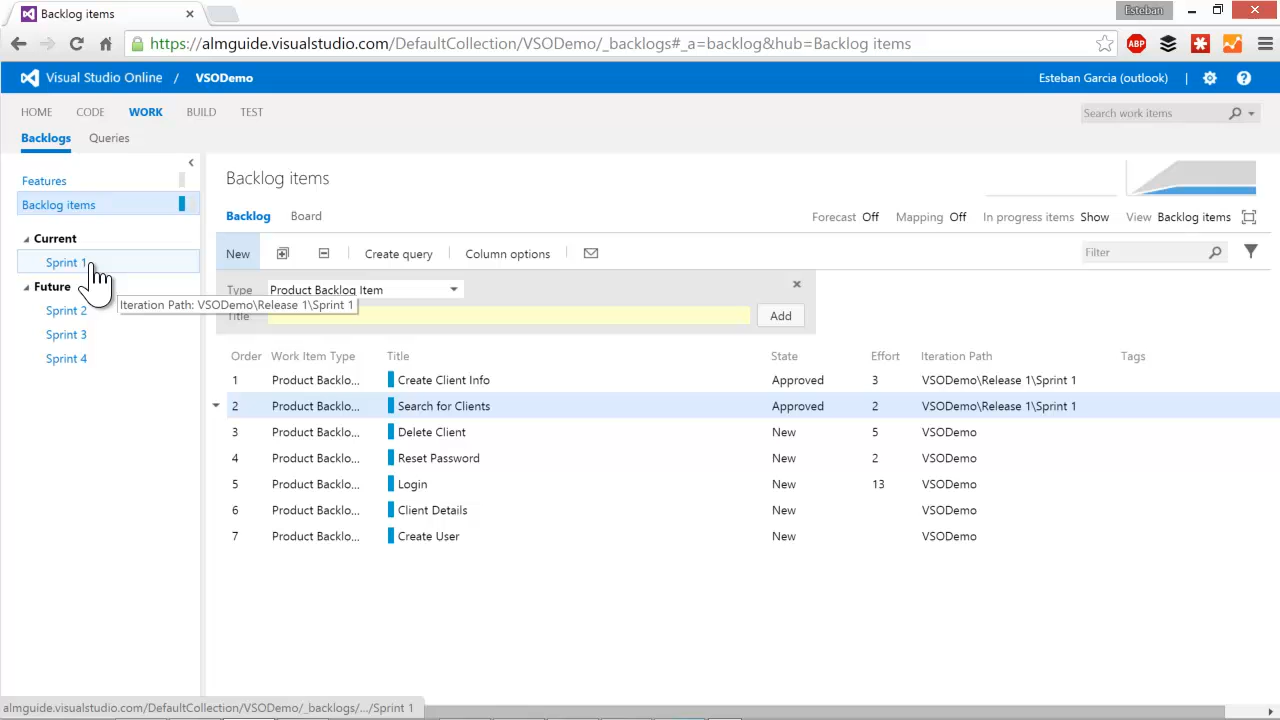 Backlog items
Esteban
https://almguide.visualstudio.com/DefaultCollection/VSODemo/_backlogs#_a=backlog&hub=Backlog items
ABP
Visual Studio Online / VSODemo
Esteban Garcia (outlook) |
HOME CODE WORK BUILD TEST
Search work items
Backlogs Queries
Features
Backlog items
Current
Sprint 1
Future
Sprint 2
Sprint 3
Sprint 4
Iteration Path: VSODemo\Release 1\Sprint 1
Backlog items
Backlog Board
Forecast Off Mapping Off In progress items Show View Backlog items
New Create query Column options
Filter
Type Product Backlog Item
Title Add
Order Work Item Type Title State Effort Iteration Path Tags
1 Product Backlo... Create Client Info Approved 3 VSODemo\Release 1\Sprint 1
2 Product Backlo... Search for Clients Approved 2 VSODemo\Release 1\Sprint 1
3 Product Backlo... Delete Client New 5 VSODemo
4 Product Backlo... Reset Password New 2 VSODemo
5 Product Backlo... Login New 13 VSODemo
6 Product Backlo... Client Details New VSODemo
7 Product Backlo... Create User New VSODemo
almguide.visualstudio.com/DefaultCollection/VSODemo/_backlogs/.../Sprint 1